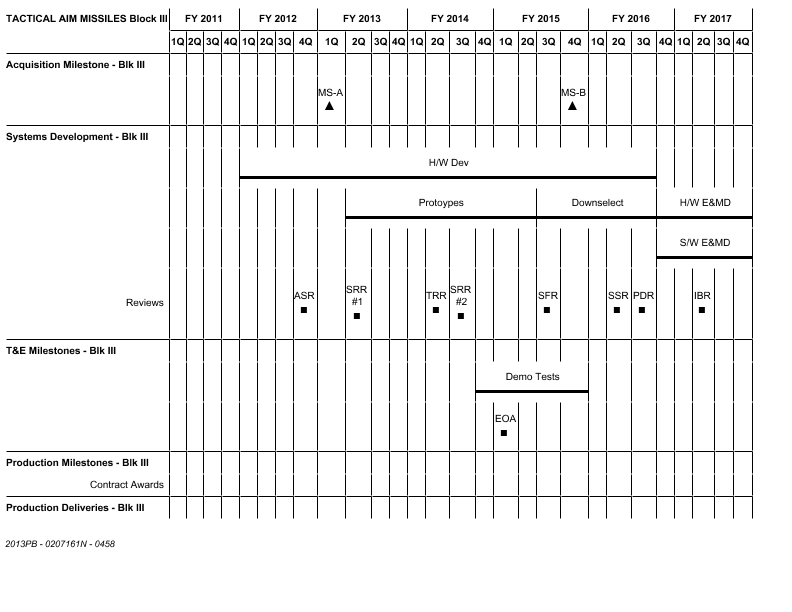 TACTICAL AIM MISSILES Block III FY 2011 FY 2012 FY 2013 FY 2014 FY 2015 FY 2016 FY 2017
1Q 2Q 3Q 4Q 1Q 2Q 3Q 4Q 1Q 2Q 3Q 4Q 1Q 2Q 3Q 4Q 1Q 2Q 3Q 4Q 1Q 2Q 3Q 4Q 1Q 2Q 3Q 4Q
Acquisition Milestone - Blk III
MS-A MS-B
Systems Development - Blk III
H/W Dev
Protoypes Downselect H/W E&MD
S/W E&MD
Reviews ASR SRR #1 TRR SRR #2 SFR SSR PDR IBR
T&E Milestones - Blk III
Demo Tests
EOA
Production Milestones - Blk III
Contract Awards
Production Deliveries - Blk III
2013PB - 0207161N - 0458